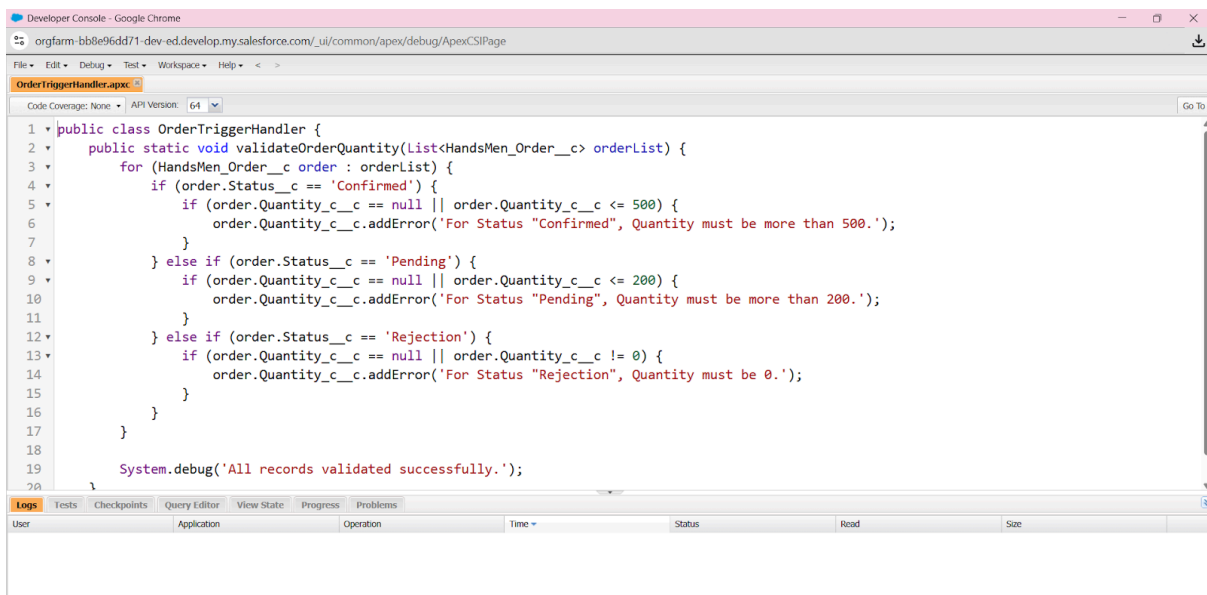 Developer Console - Google Chrome
orgfarm-bb8e96dd71-dev-ed.develop.my.salesforce.com/_ui/common/apex/debug/ApexCSIPage
File Edit Debug Test Workspace Help < >
OrderTriggerHandler.apxc
Code Coverage: None API Version: 64 Go To
1 public class OrderTriggerHandler {
2 public static void validateOrderQuantity(List<HandsMen_Order__c> orderList) {
3 for (HandsMen_Order__c order : orderList) {
4 if (order.Status__c == 'Confirmed') {
5 if (order.Quantity_c__c == null || order.Quantity_c__c <= 500) {
6 order.Quantity_c__c.addError('For Status "Confirmed", Quantity must be more than 500.');
7 }
8 } else if (order.Status__c == 'Pending') {
9 if (order.Quantity_c__c == null || order.Quantity_c__c <= 200) {
10 order.Quantity_c__c.addError('For Status "Pending", Quantity must be more than 200.');
11 }
12 } else if (order.Status__c == 'Rejection') {
13 if (order.Quantity_c__c == null || order.Quantity_c__c != 0) {
14 order.Quantity_c__c.addError('For Status "Rejection", Quantity must be 0.');
15 }
16 }
17 }
18
19 System.debug('All records validated successfully.');
20 }
Logs Tests Checkpoints Query Editor View State Progress Problems
User Application Operation Time Status Read Size